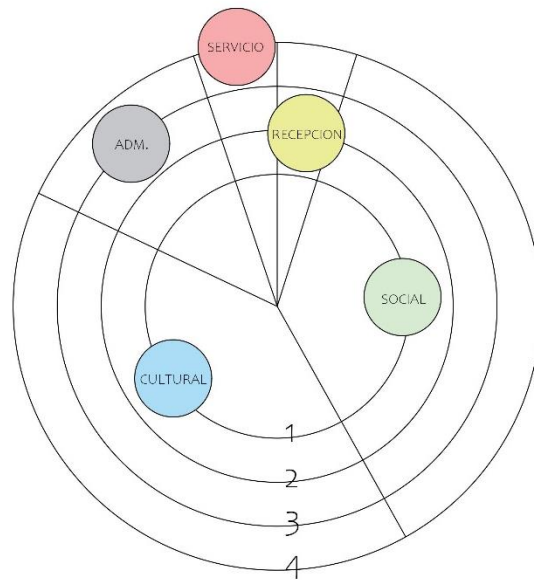 SERVICIO
RECEPCION
ADM.
SOCIAL
CULTURAL
1
2
3
4